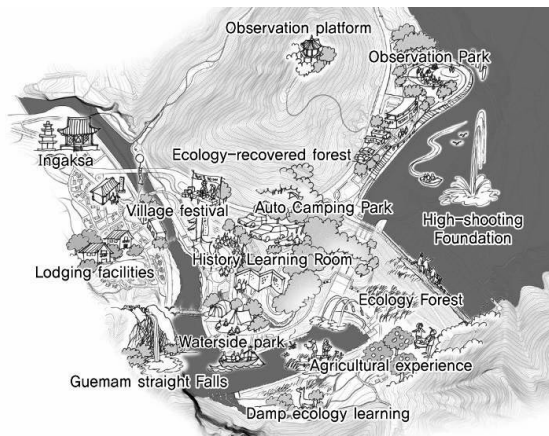 Observation platform
Observation Park
Ingaksa
Ecology-recovered forest
Village festival
Auto Camping Park
High-shooting
Foundation
Lodging facilities
History Learning Room
Ecology Forest
Waterside park
Guemam straight Falls
Agricultural experience
Damp ecology learning